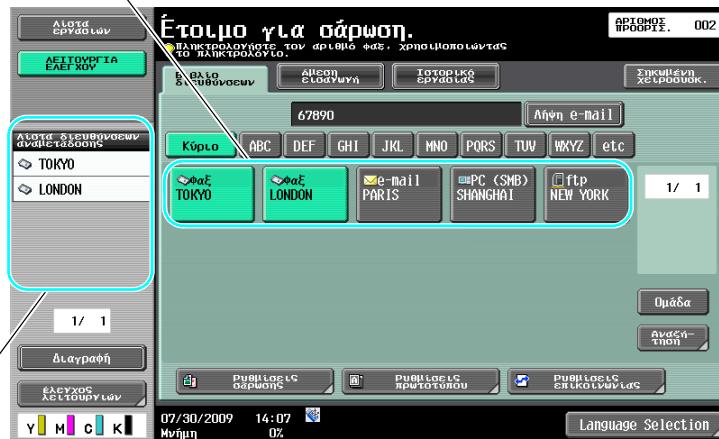 Λίστα
εργασιών
ΛΕΙΤΟΥΡΓΙΑ
ΕΛΕΓΧΟΥ
Έτοιμο για σάρωση.
Πληκτρολογήστε τον αριθμό φαξ, χρησιμοποιώντας
το πληκτρολόγιο.
ΑΡΙΘΜΟΣ
ΠΡΟΟΡΙΣ. 002
Βιβλίο
διευθύνσεων
Άμεση
εισαγωγή
Ιστορικό
εργασίας
Σηκωμένη
χειροσυσκ.
67890
Λήψη e-mail
Κύριο ABC DEF GHI JKL MNO PQRS TUV WXYZ etc
Λίστα διευθύνσεων
αναμετάδοσης
TOKYO
LONDON
Φαξ
TOKYO
Φαξ
LONDON
e-mail
PARIS
PC (SMB)
SHANGHAI
ftp
NEW YORK
1/ 1
Ομάδα
Αναζή-
τηση
1/ 1
Διαγραφή
Έλεγχος
λειτουργιών
Ρυθμίσεις
σάρωσης
Ρυθμίσεις
πρωτοτύπου
Ρυθμίσεις
επικοινωνίας
Y M C K
07/30/2009 14:07
Μνήμη 0%
Language Selection